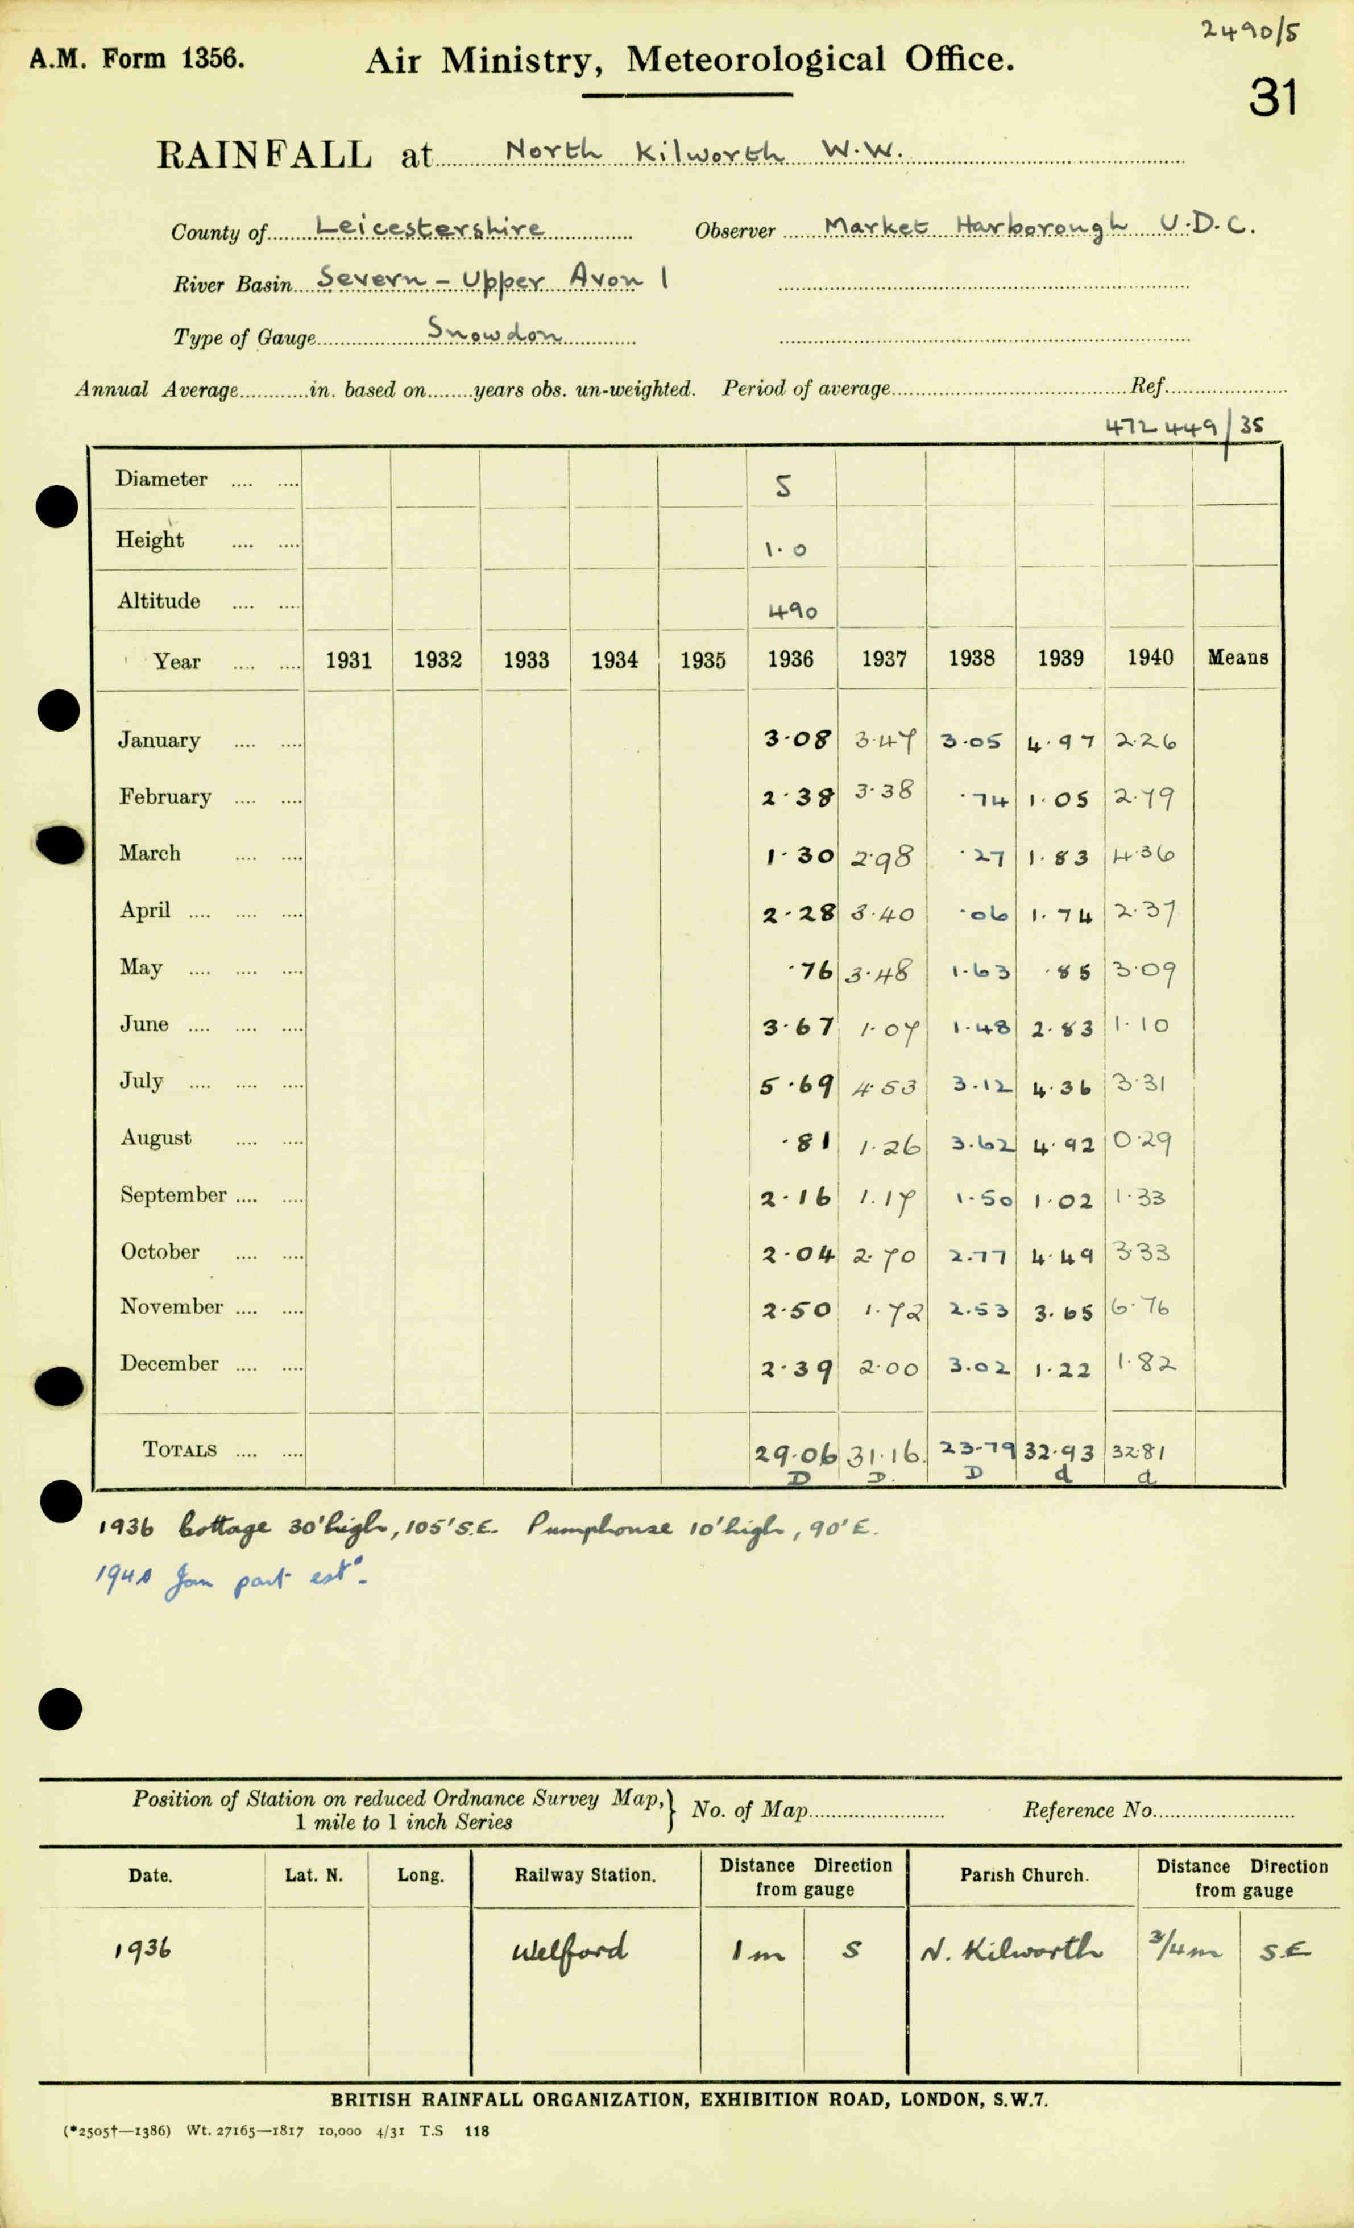 2490/5
A.M. Form 1356. Air Ministry, Meteorological Office.
31
RAINFALL at North Kilworth W.W.
County of Leicestershire Observer Market Harborough U.D.C.
River Basin Severn - Upper Avon 1
Type of Gauge Snowdon
Annual Average in. based on years obs. un-weighted. Period of average Ref.
472449/35
Diameter 5
Height 1.0
Altitude 490
Year 1931 1932 1933 1934 1935 1936 1937 1938 1939 1940 Means
January 3.08 3.47 3.05 4.97 2.26
February 2.38 3.38 .74 1.05 2.79
March 1.30 2.98 .27 1.83 4.36
April 2.28 3.40 .06 1.74 2.37
May .76 3.48 1.63 .85 3.09
June 3.67 1.07 1.48 2.83 1.10
July 5.69 4.53 3.12 4.36 3.31
August .81 1.26 3.62 4.92 0.29
September 2.16 1.17 1.50 1.02 1.33
October 2.04 2.70 2.77 4.49 3.33
November 2.50 1.72 2.53 3.65 6.76
December 2.39 2.00 3.02 1.22 1.82
TOTALS 29.06 31.16. 23.79 32.93 32.81
D D. D d d
1936 Cottage 30' high, 105' S.E. Pumphouse 10' high, 90' E.
1940 Jan part estd.
Position of Station on reduced Ordnance Survey Map, } No. of Map Reference No.
1 mile to 1 inch Series
Date. Lat. N. Long. Railway Station. Distance Direction from gauge Parish Church. Distance Direction from gauge
1936 Welford 1 m S N. Kilworth 3/4 m S.E
BRITISH RAINFALL ORGANIZATION, EXHIBITION ROAD, LONDON, S.W.7.
(*2505†—1386) Wt. 27165—1817 10,000 4/31 T.S 118